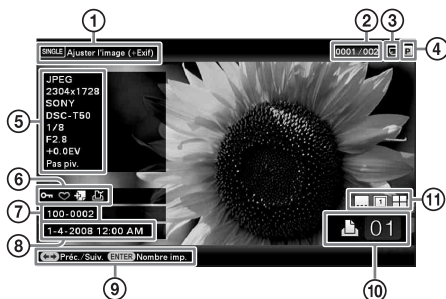 1
2
3
4
SINGLE Ajuster l'image (+Exif)
0001/002
P
5
JPEG
2304x1728
SONY
DSC-T50
1/8
F2.8
+0.0EV
Pas piv.
6
7
100-0002
8
1-4-2008 12:00 AM
1
11
01
Préc./Suiv. ENTER Nombre imp.
9
10